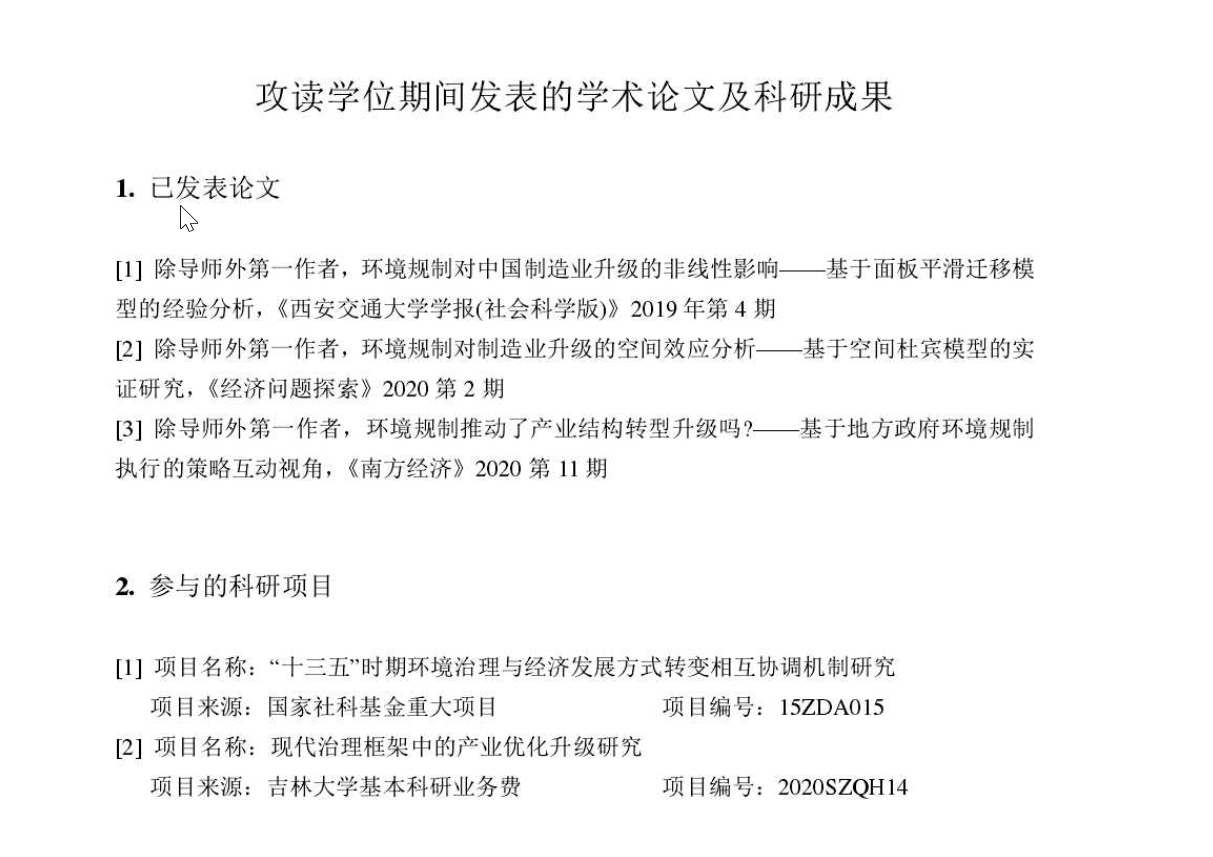 攻读学位期间发表的学术论文及科研成果
1. 已发表论文
[1] 除导师外第一作者，环境规制对中国制造业升级的非线性影响——基于面板平滑迁移模
型的经验分析，《西安交通大学学报(社会科学版)》2019 年第 4 期
[2] 除导师外第一作者，环境规制对制造业升级的空间效应分析——基于空间杜宾模型的实
证研究，《经济问题探索》2020 第 2 期
[3] 除导师外第一作者，环境规制推动了产业结构转型升级吗?——基于地方政府环境规制
执行的策略互动视角，《南方经济》2020 第 11 期
2. 参与的科研项目
[1] 项目名称：“十三五”时期环境治理与经济发展方式转变相互协调机制研究
项目来源：国家社科基金重大项目 项目编号：15ZDA015
[2] 项目名称：现代治理框架中的产业优化升级研究
项目来源：吉林大学基本科研业务费 项目编号：2020SZQH14